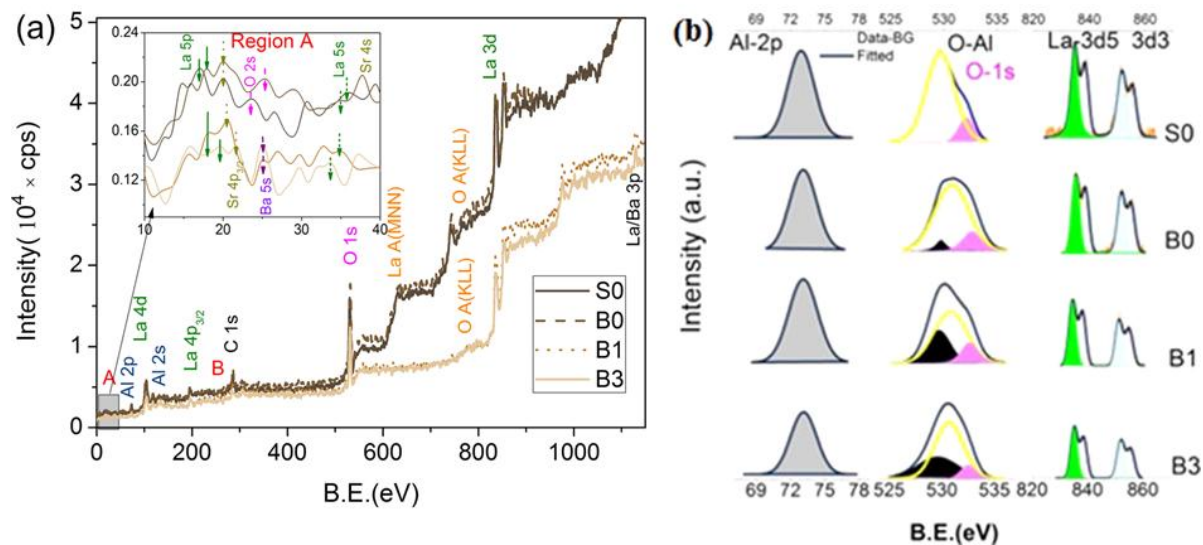 (a)
Intensity( 10⁴ × cps)
5
4
3
2
1
0
0 200 400 600 800 1000
B.E.(eV)
Region A
0.24
0.20
0.16
0.12
10 20 30 40
La 5p
O 2s
La 5s
Sr 4s
Sr 4p3/2
Ba 5s
A
Al 2p
La 4d
Al 2s
La 4p3/2
B
C 1s
O 1s
La A(MNN)
O A(KLL)
O A(KLL)
La 3d
La/Ba 3p
S0
B0
B1
B3
(b)
69 72 75 78 525 530 535 820 840 860
Al-2p
Data-BG
Fitted
O-Al
O-1s
La-3d5 3d3
S0
B0
B1
B3
Intensity (a.u.)
69 72 75 78 525 530 535 820 840 860
B.E.(eV)